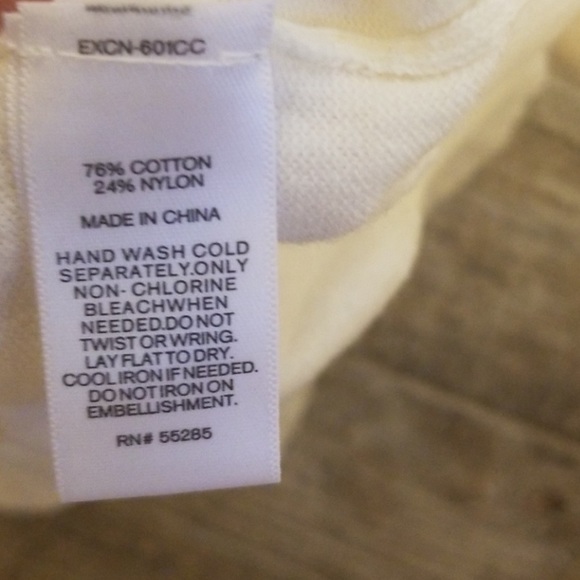 EXCN-601CC
76% COTTON
24% NYLON
MADE IN CHINA
HAND WASH COLD
SEPARATELY.ONLY
NON- CHLORINE
BLEACHWHEN
NEEDED.DO NOT
TWIST OR WRING.
LAY FLAT TO DRY.
COOL IRON IF NEEDED.
DO NOT IRON ON
EMBELLISHMENT.
RN# 55285